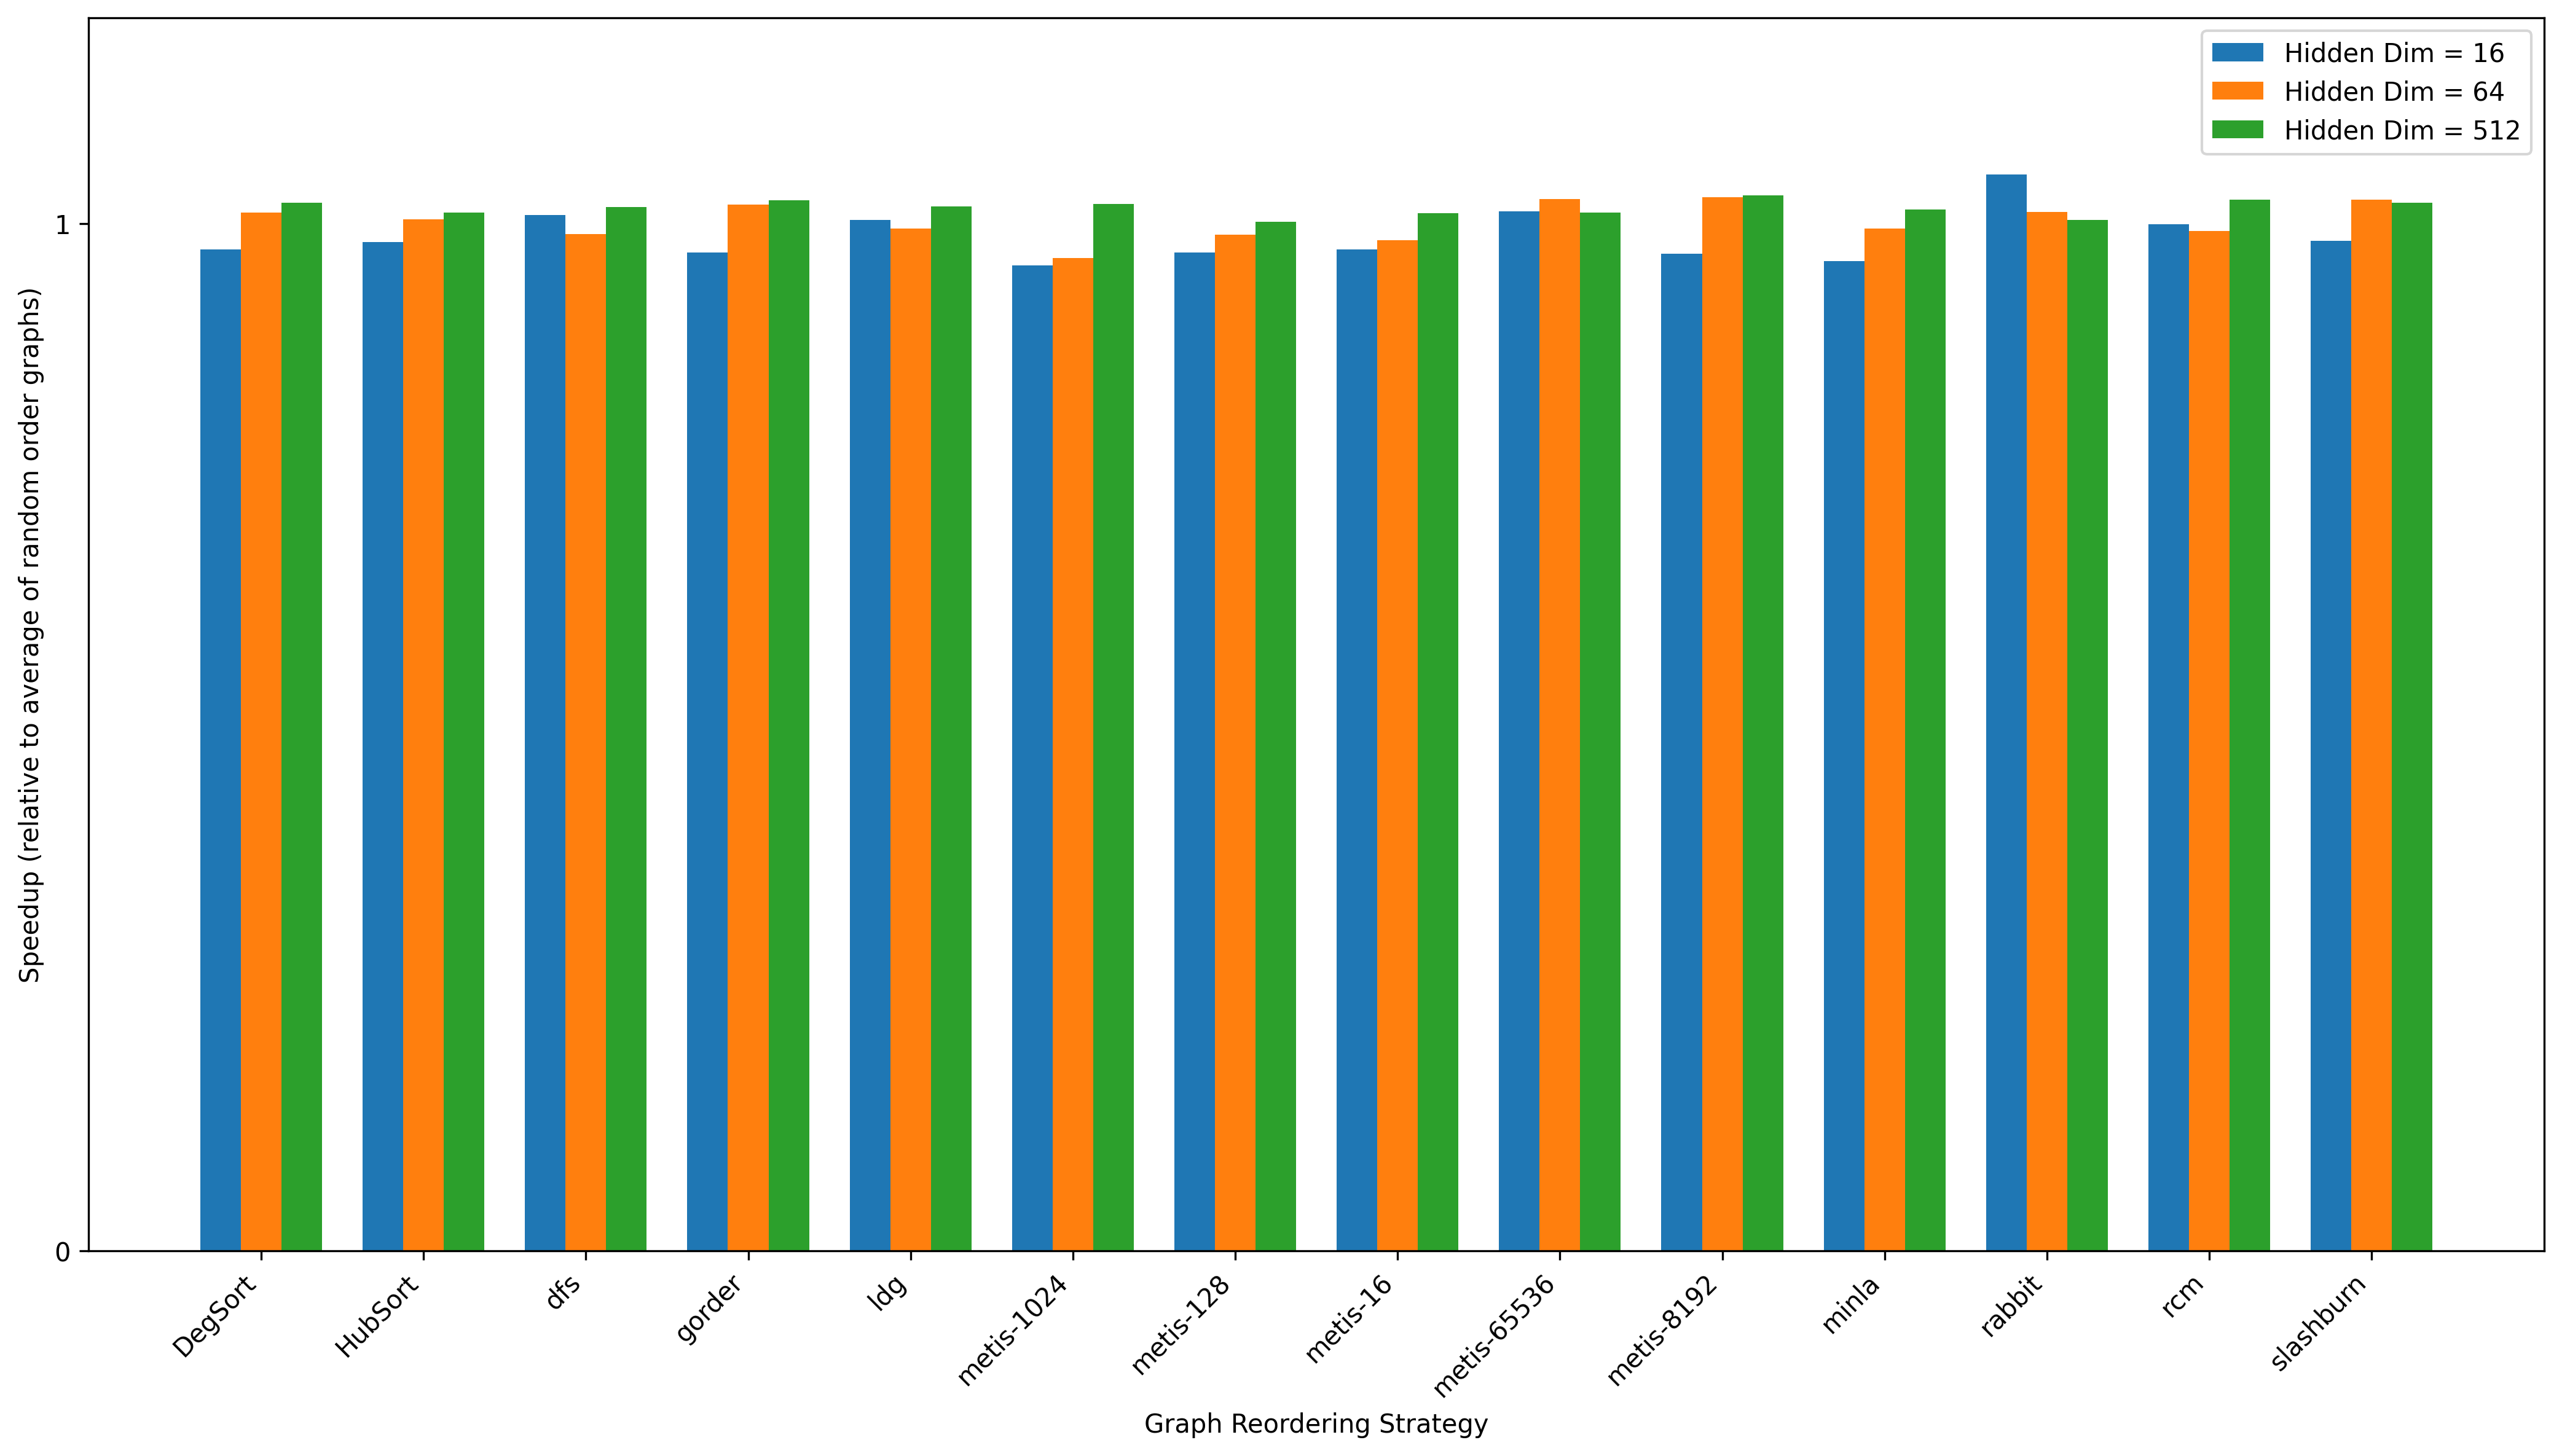 Hidden Dim = 16
Hidden Dim = 64
Hidden Dim = 512
1
0
Speedup (relative to average of random order graphs)
DegSort
HubSort
dfs
gorder
ldg
metis-1024
metis-128
metis-16
metis-65536
metis-8192
minla
rabbit
rcm
slashburn
Graph Reordering Strategy